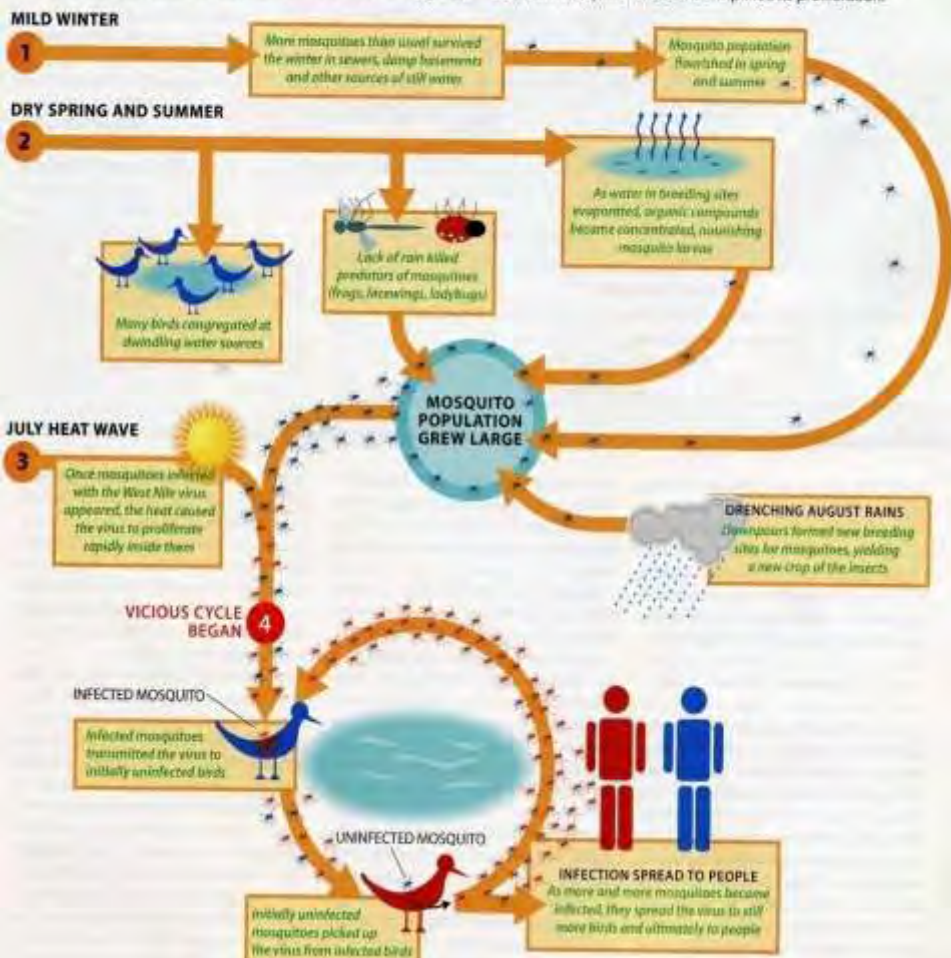 MILD WINTER
1
More mosquitoes than usual survived
the winter in sewers, damp basements
and other sources of still water
Mosquito population
flourished in spring
and summer
DRY SPRING AND SUMMER
2
Many birds congregated at
dwindling water sources
Lack of rain killed
predators of mosquitoes
(frogs, lacewings, ladybugs)
As water in breeding sites
evaporated, organic compounds
became concentrated, nourishing
mosquito larvae
MOSQUITO
POPULATION
GREW LARGE
JULY HEAT WAVE
3
Once mosquitoes infected
with the West Nile virus
appeared, the heat caused
the virus to proliferate
rapidly inside them
DRENCHING AUGUST RAINS
Downpours formed new breeding
sites for mosquitoes, yielding
a new crop of the insects
VICIOUS CYCLE
BEGAN
4
INFECTED MOSQUITO
Infected mosquitoes
transmitted the virus to
initially uninfected birds
UNINFECTED MOSQUITO
Initially uninfected
mosquitoes picked up
the virus from infected birds
INFECTION SPREAD TO PEOPLE
As more and more mosquitoes became
infected, they spread the virus to still
more birds and ultimately to people